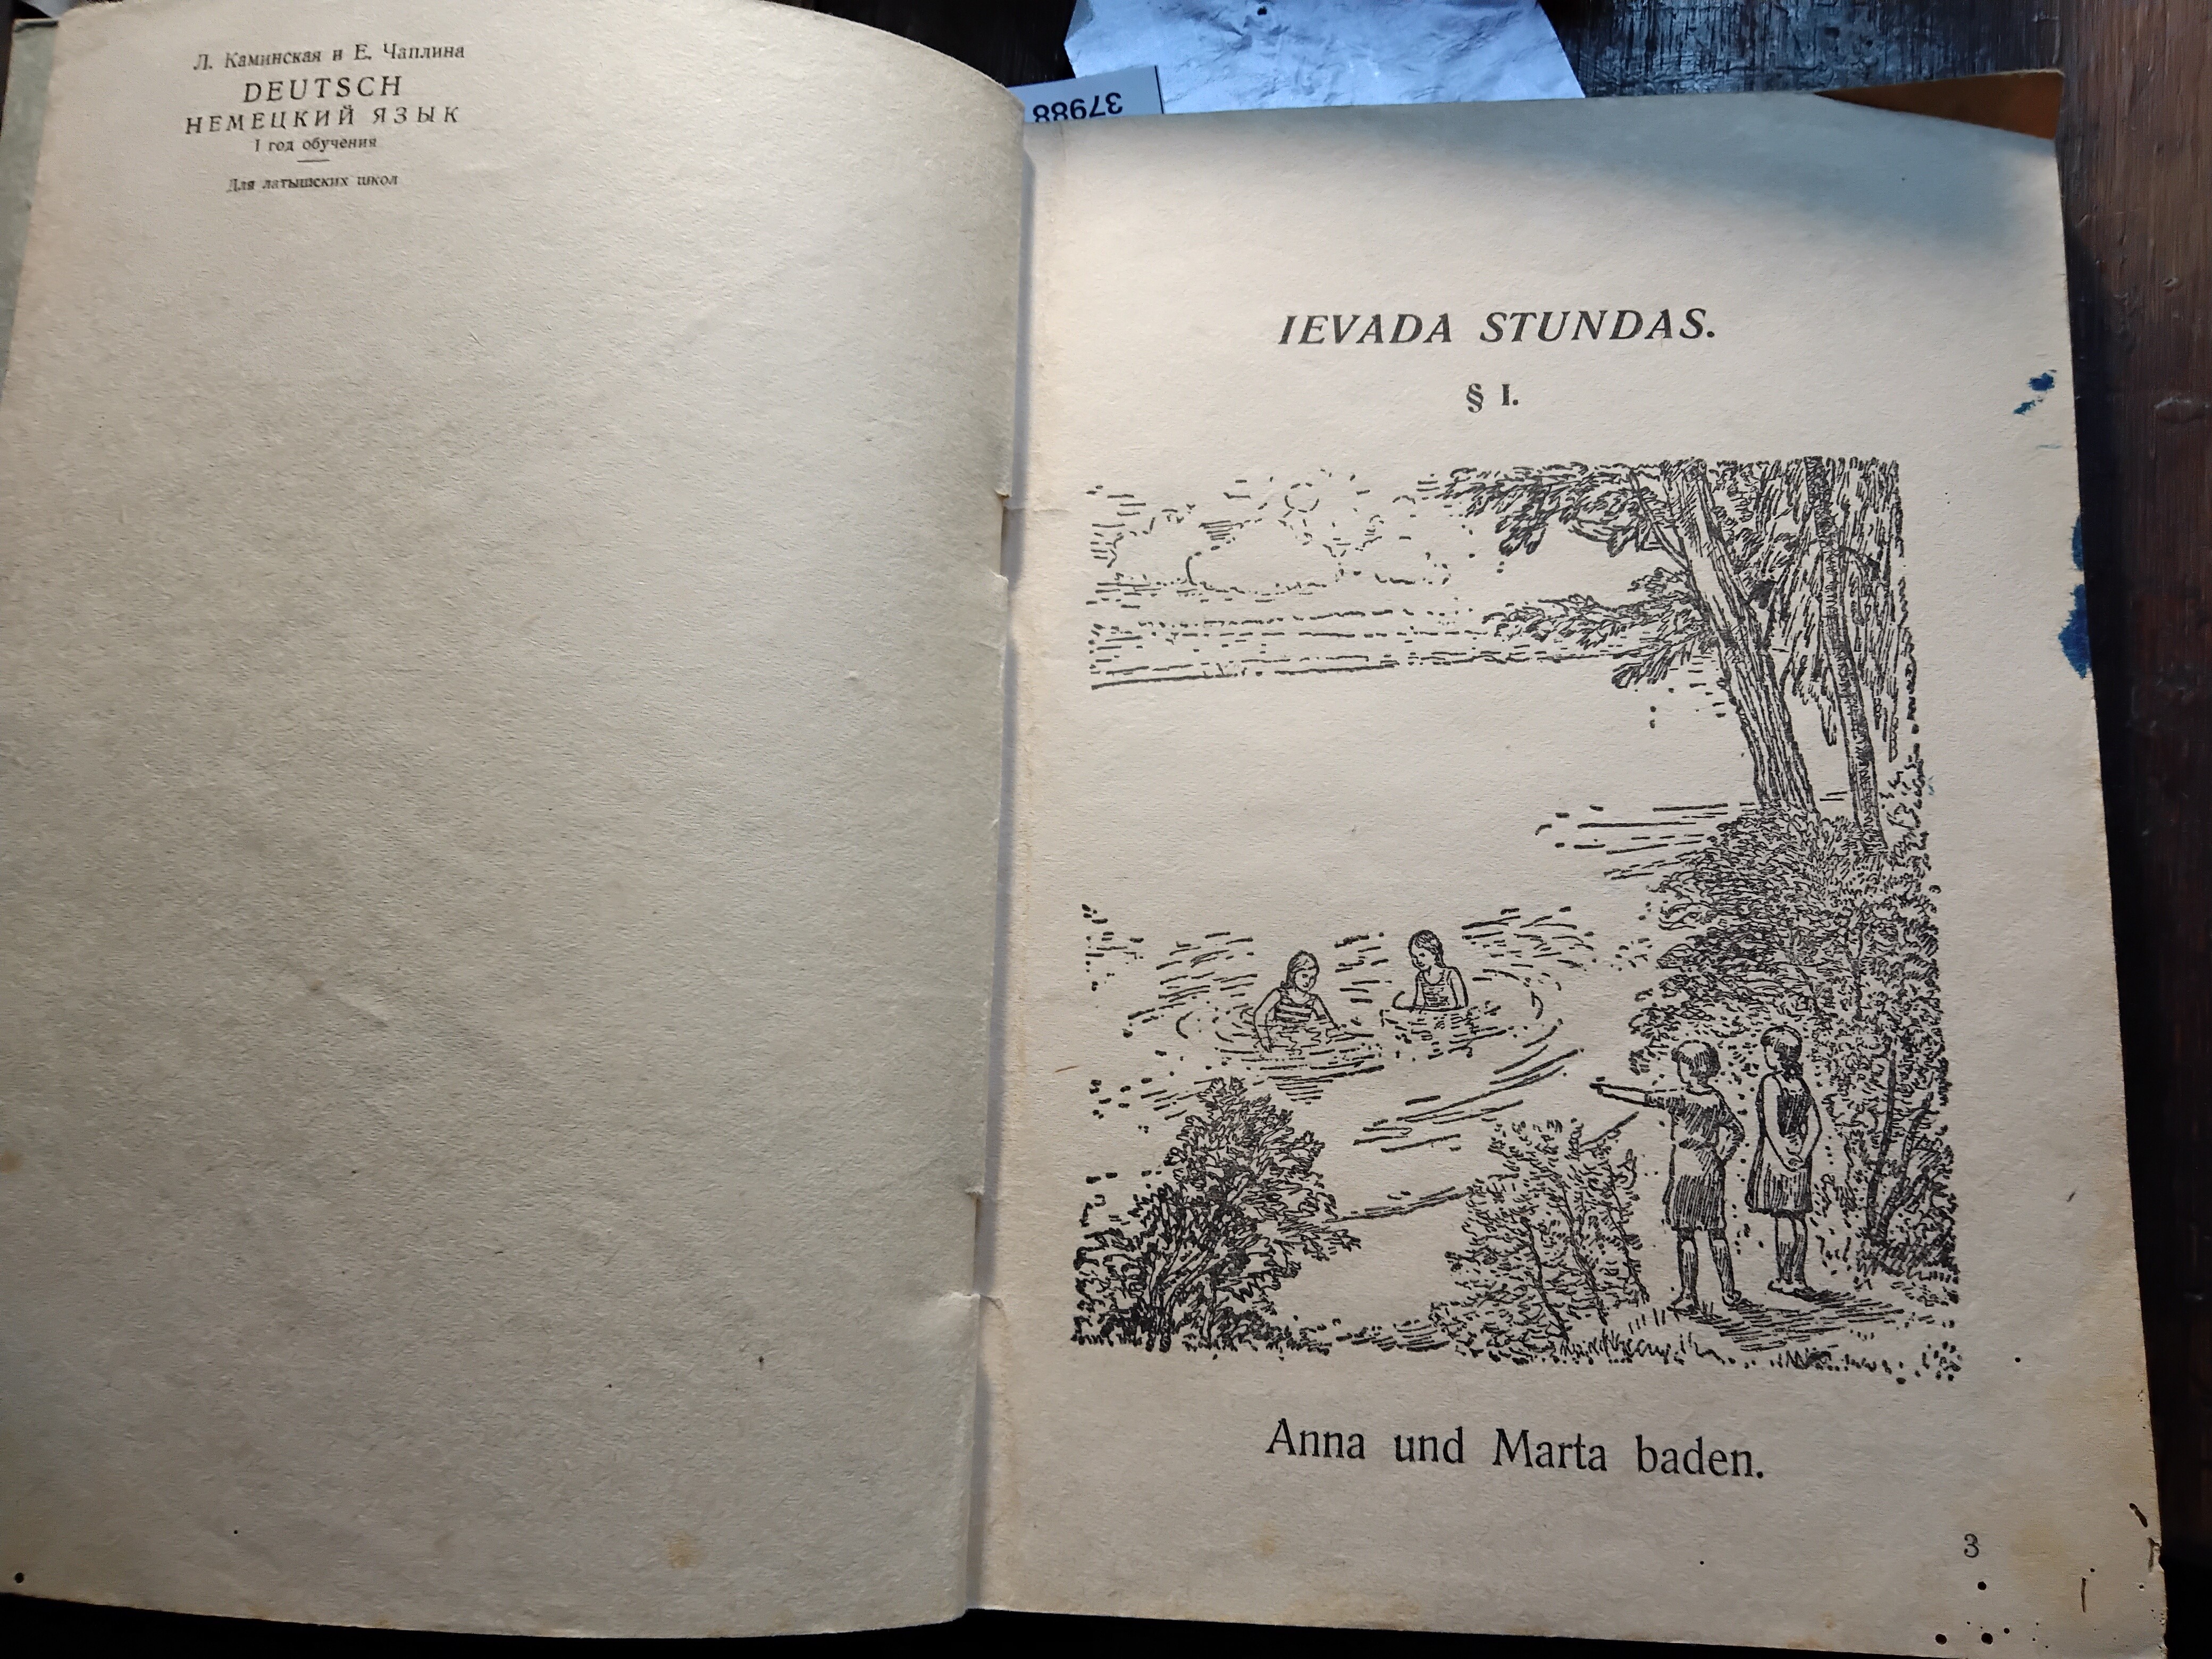 Л. Каминская и Е. Чаплина
DEUTSCH
НЕМЕЦКИЙ ЯЗЫК
I год обучения
Для латышских школ
37988
IEVADA STUNDAS.
§ I.
Anna und Marta baden.
3